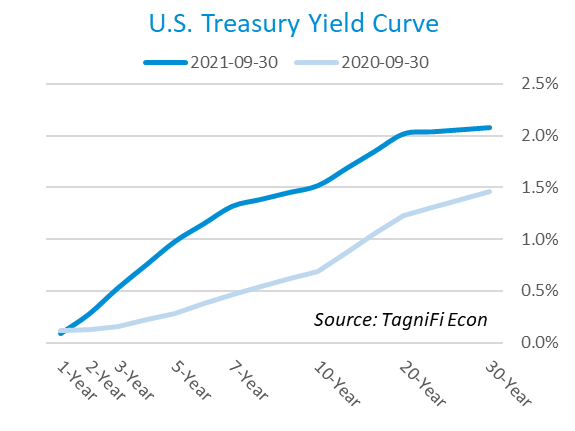 U.S. Treasury Yield Curve
2021-09-30 2020-09-30
2.5%
2.0%
1.5%
1.0%
0.5%
Source: TagniFi Econ
0.0%
1-Year 2-Year 3-Year 5-Year 7-Year 10-Year 20-Year 30-Year